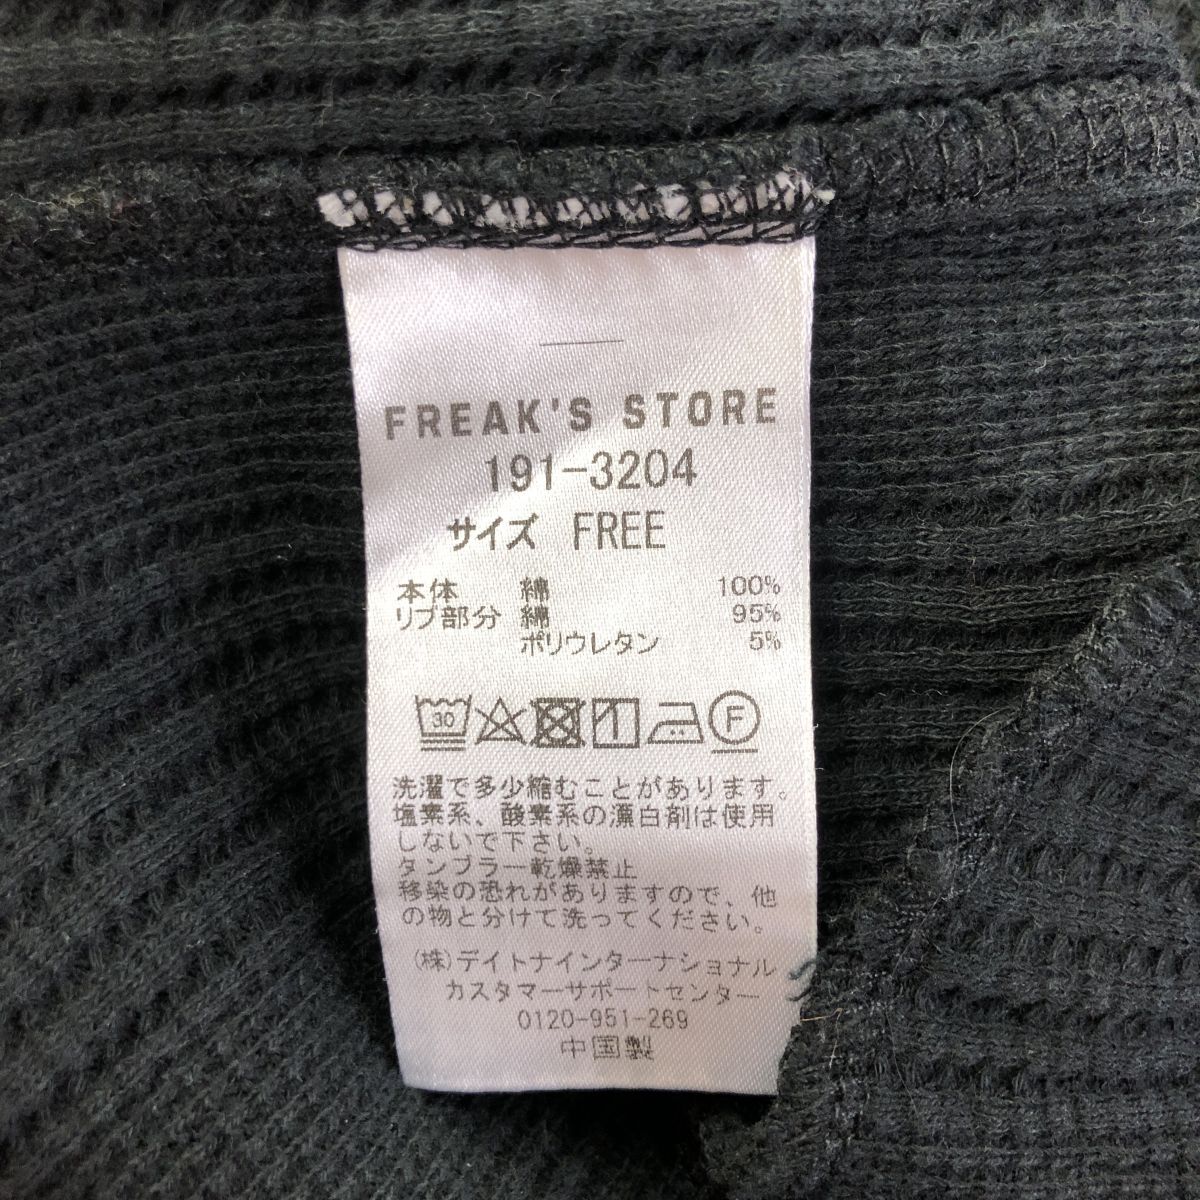 FREAK'S STORE
191-3204
サイズ FREE
本体 綿 100%
リブ部分 綿 95%
ポリウレタン 5%
30 F
洗濯で多少縮むことがあります。
塩素系、酸素系の漂白剤は使用
しないで下さい。
タンブラー乾燥禁止
移染の恐れがありますので、他
の物と分けて洗ってください。
(株)デイトナインターナショナル
カスタマーサポートセンター
0120-951-269
中国製